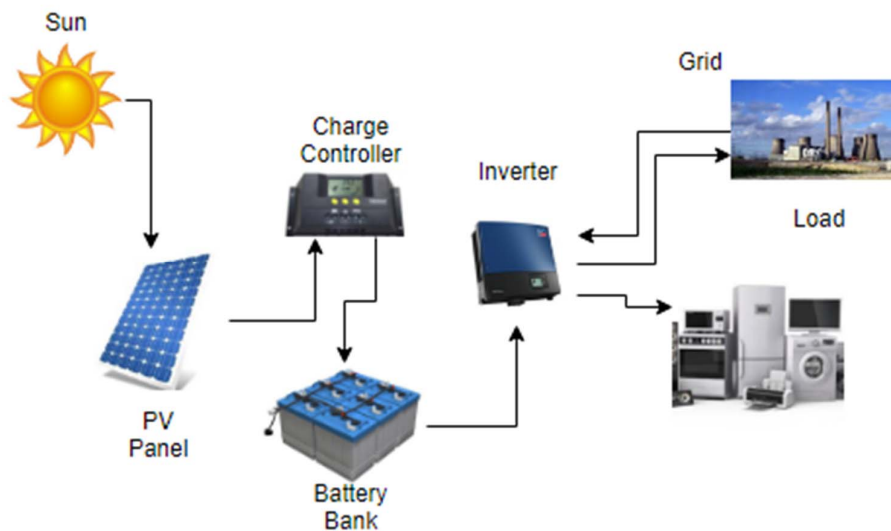 Sun
Charge
Controller
Inverter
Grid
Load
PV
Panel
Battery
Bank